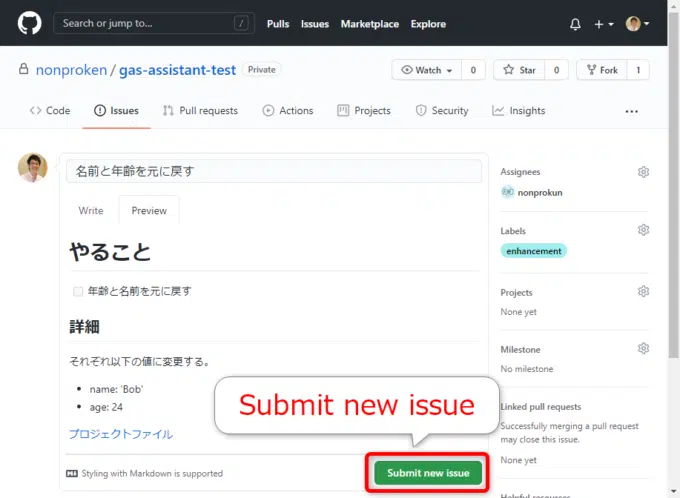 Search or jump to... /
Pulls Issues Marketplace Explore
nonproken / gas-assistant-test Private
Watch 0 Star 0 Fork 1
Code Issues Pull requests Actions Projects Security Insights ...
名前と年齢を元に戻す
Write Preview
やること
年齢と名前を元に戻す
詳細
それぞれ以下の値に変更する。
name: 'Bob'
age: 24
プロジェクトファイル
Styling with Markdown is supported
Submit new issue
Submit new issue
Assignees
nonprokun
Labels
enhancement
Projects
None yet
Milestone
No milestone
Linked pull requests
Successfully merging a pull request
may close this issue.
None yet
Helpful resources